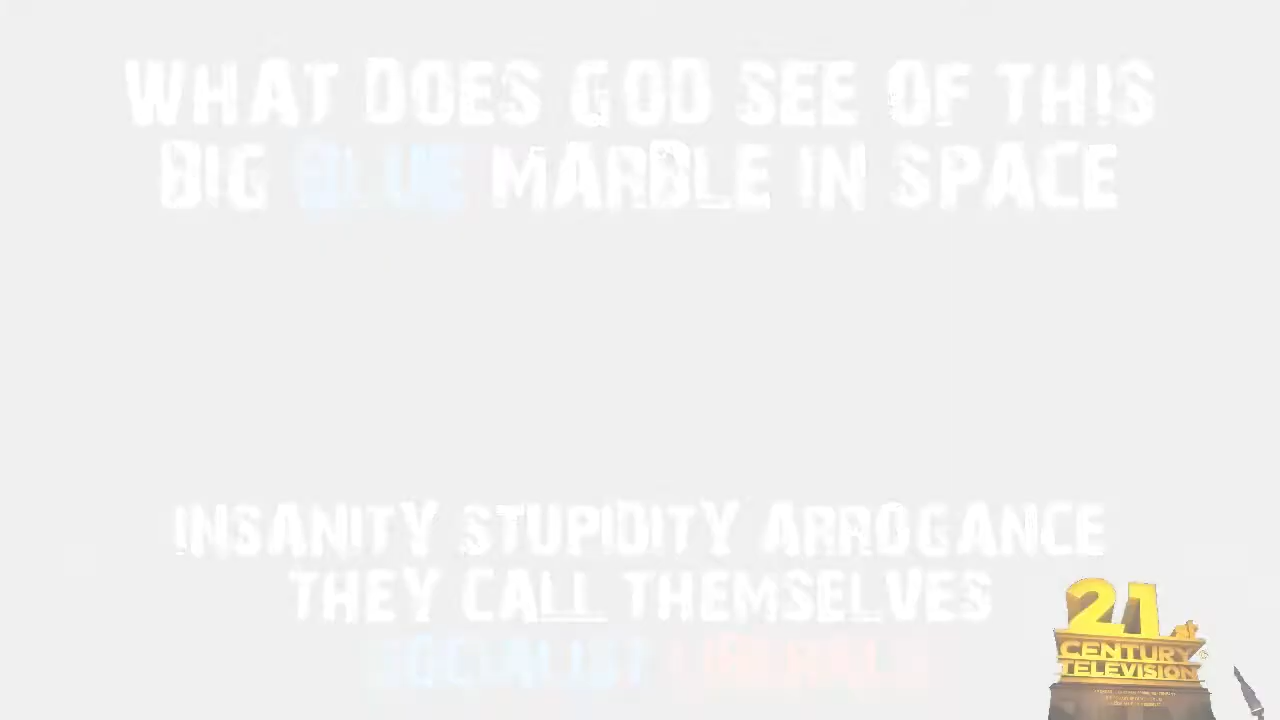 WHAT DOES GOD SEE OF THIS
BIG BLUE MARBLE IN SPACE
INSANITY STUPIDITY ARROGANCE
THEY CALL THEMSELVES
SOCIALIST LIBERALS
21st
CENTURY
TELEVISION